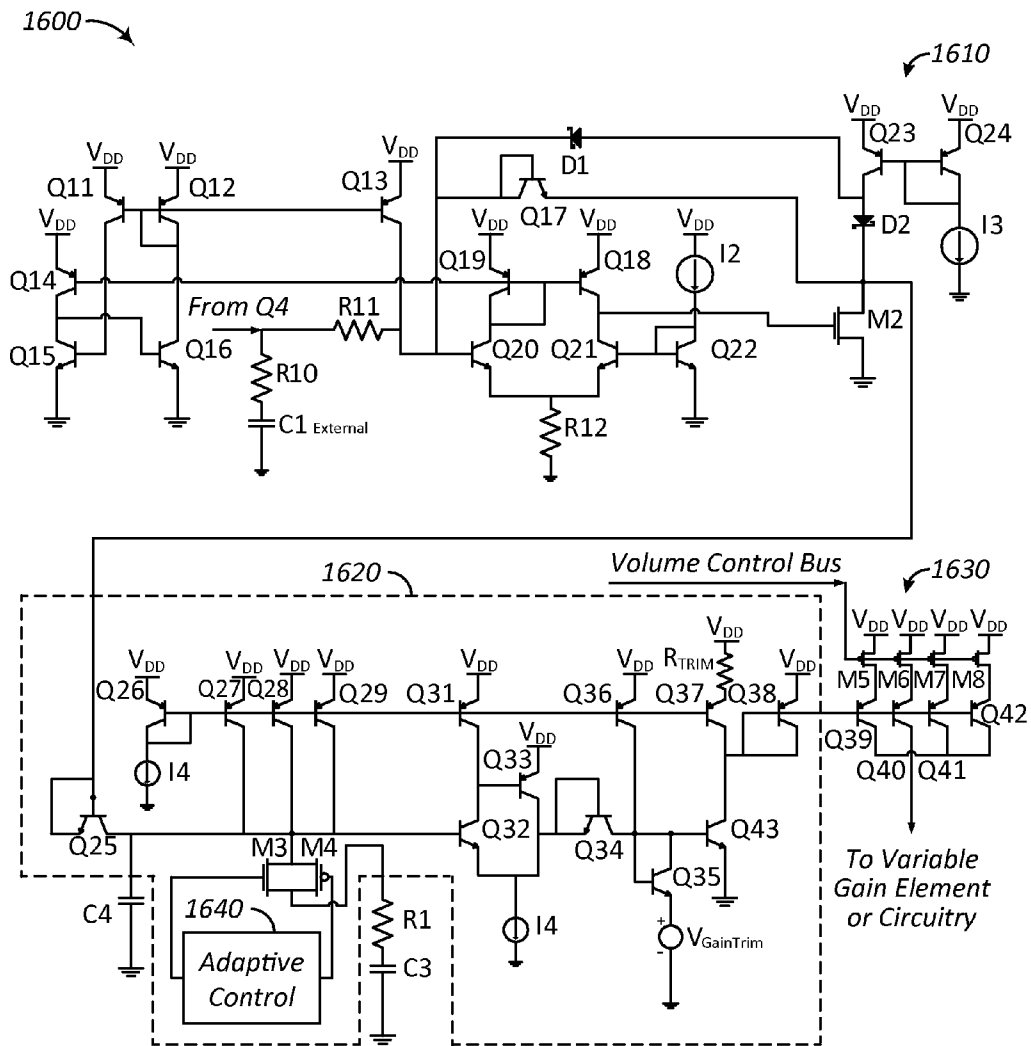 1600
1610
VDD VDD
Q23 Q24
D1
VDD VDD VDD
Q11 Q12 Q13
Q17 D2 I3
VDD VDD VDD VDD
Q14 Q19 Q18 I2
From Q4
R11 M2
Q15 Q16 Q20 Q21 Q22
R10
C1 External
R12
Volume Control Bus
1620 1630
VDD VDD VDD VDD VDD VDD VDD VDD VDD VDD VDD VDD
RTRIM
M5 M6 M7 M8
Q26 Q27 Q28 Q29 Q31 Q36 Q37 Q38
Q42
Q39
VDD
Q33
I4
Q40 Q41
Q25 Q32 Q34 Q43
M3 M4
Q35
To Variable
Gain Element
or Circuitry
1640
C4 R1 I4
+
VGainTrim
-
Adaptive
Control
C3